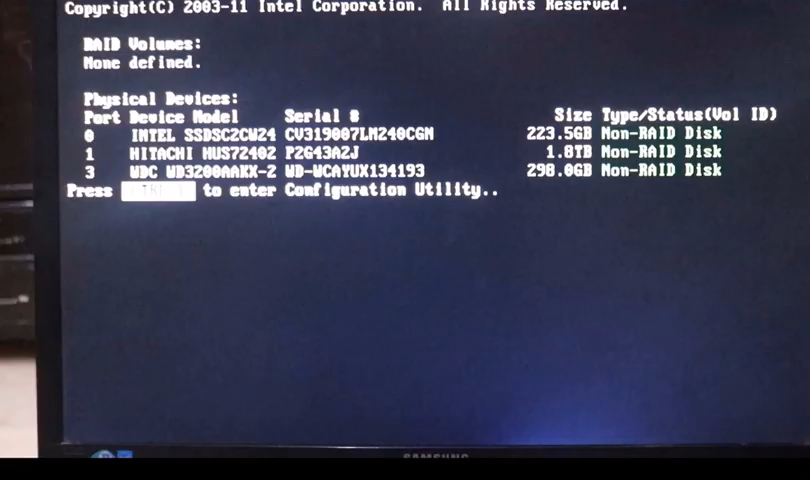 Copyright(C) 2003-11 Intel Corporation. All Rights Reserved.
RAID Volumes:
None defined.
Physical Devices:
Port Device Model Serial # Size Type/Status(Vol ID)
0 INTEL SSDSC2CW24 CV319007LM240CGN 223.5GB Non-RAID Disk
1 HITACHI HUS72402 P2G43A2J 1.8TB Non-RAID Disk
3 WDC WD3200AAKX-2 WD-WCAYUX134193 298.0GB Non-RAID Disk
Press to enter Configuration Utility..
SAMSUNG